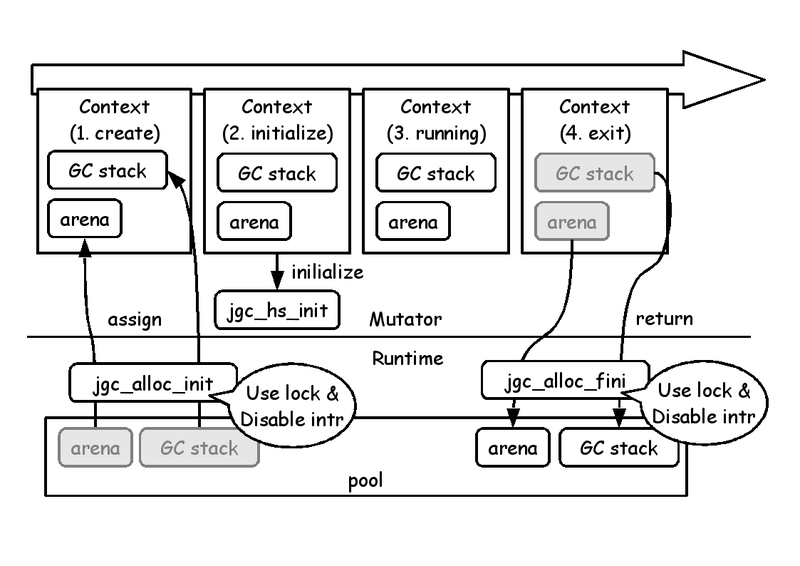 Context
(1. create)
GC stack
arena
Context
(2. initialize)
GC stack
arena
Context
(3. running)
GC stack
arena
Context
(4. exit)
GC stack
arena
inilialize
jgc_hs_init
assign
Mutator
return
Runtime
jgc_alloc_init
Use lock &
Disable intr
jgc_alloc_fini
Use lock &
Disable intr
arena
GC stack
arena
GC stack
pool